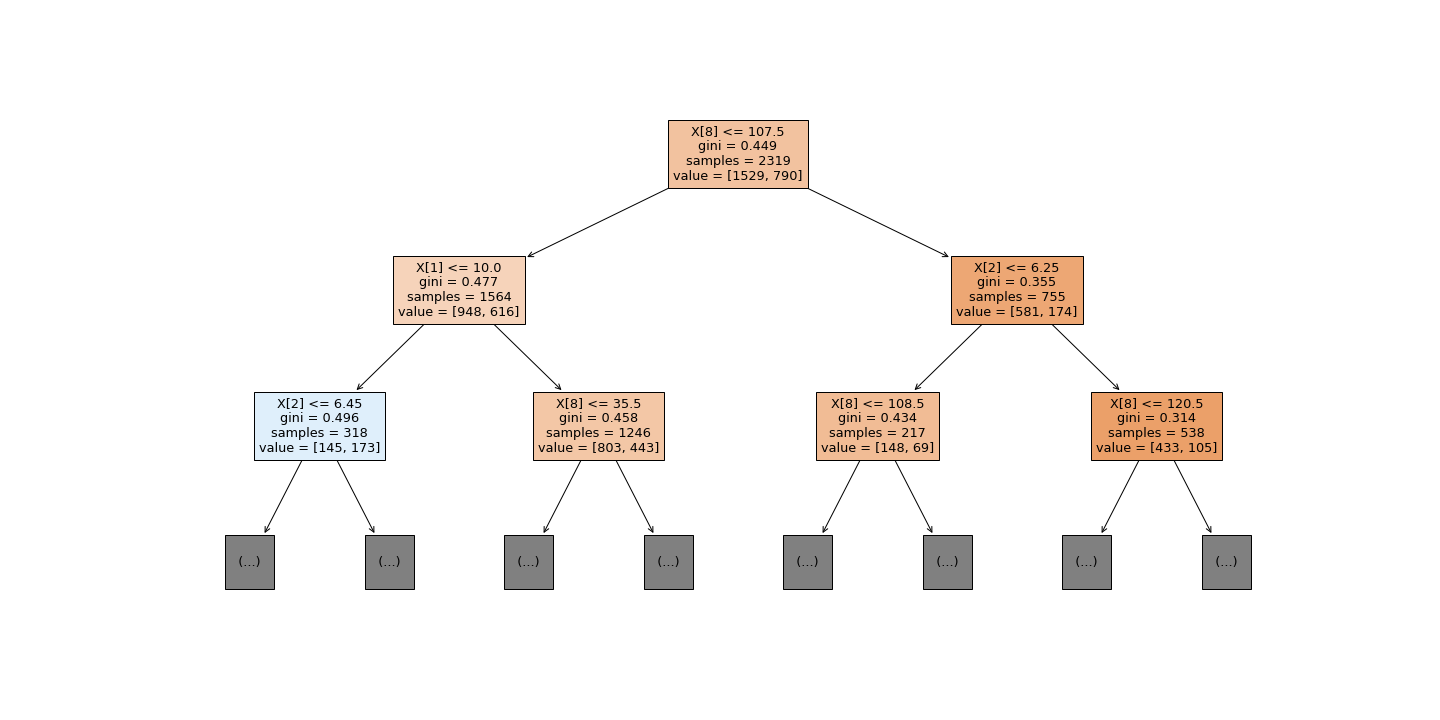 X[8] <= 107.5
gini = 0.449
samples = 2319
value = [1529, 790]
X[1] <= 10.0
gini = 0.477
samples = 1564
value = [948, 616]
X[2] <= 6.25
gini = 0.355
samples = 755
value = [581, 174]
X[2] <= 6.45
gini = 0.496
samples = 318
value = [145, 173]
X[8] <= 35.5
gini = 0.458
samples = 1246
value = [803, 443]
X[8] <= 108.5
gini = 0.434
samples = 217
value = [148, 69]
X[8] <= 120.5
gini = 0.314
samples = 538
value = [433, 105]
(...)
(...)
(...)
(...)
(...)
(...)
(...)
(...)